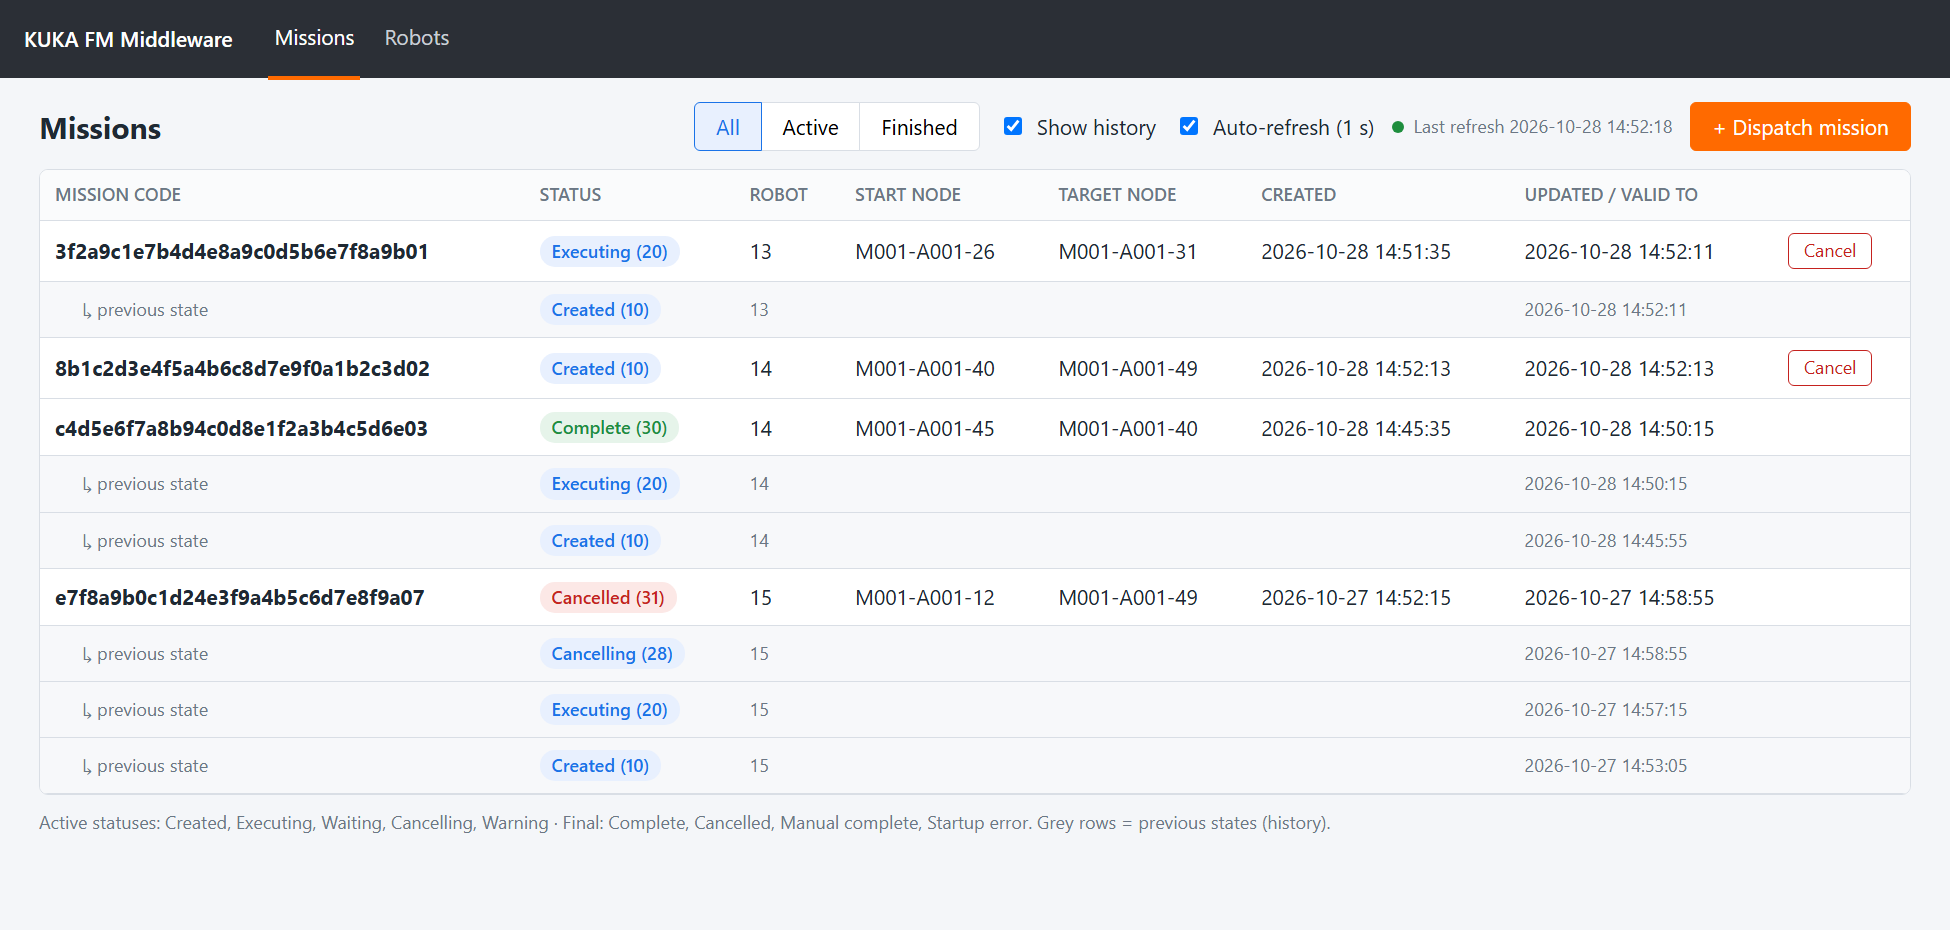 KUKA FM Middleware Missions Robots
Missions All Active Finished Show history Auto-refresh (1 s) Last refresh 2026-10-28 14:52:18 + Dispatch mission
MISSION CODE STATUS ROBOT START NODE TARGET NODE CREATED UPDATED / VALID TO
3f2a9c1e7b4d4e8a9c0d5b6e7f8a9b01 Executing (20) 13 M001-A001-26 M001-A001-31 2026-10-28 14:51:35 2026-10-28 14:52:11 Cancel
↳ previous state Created (10) 13 2026-10-28 14:52:11
8b1c2d3e4f5a4b6c8d7e9f0a1b2c3d02 Created (10) 14 M001-A001-40 M001-A001-49 2026-10-28 14:52:13 2026-10-28 14:52:13 Cancel
c4d5e6f7a8b94c0d8e1f2a3b4c5d6e03 Complete (30) 14 M001-A001-45 M001-A001-40 2026-10-28 14:45:35 2026-10-28 14:50:15
↳ previous state Executing (20) 14 2026-10-28 14:50:15
↳ previous state Created (10) 14 2026-10-28 14:45:55
e7f8a9b0c1d24e3f9a4b5c6d7e8f9a07 Cancelled (31) 15 M001-A001-12 M001-A001-49 2026-10-27 14:52:15 2026-10-27 14:58:55
↳ previous state Cancelling (28) 15 2026-10-27 14:58:55
↳ previous state Executing (20) 15 2026-10-27 14:57:15
↳ previous state Created (10) 15 2026-10-27 14:53:05
Active statuses: Created, Executing, Waiting, Cancelling, Warning · Final: Complete, Cancelled, Manual complete, Startup error. Grey rows = previous states (history).